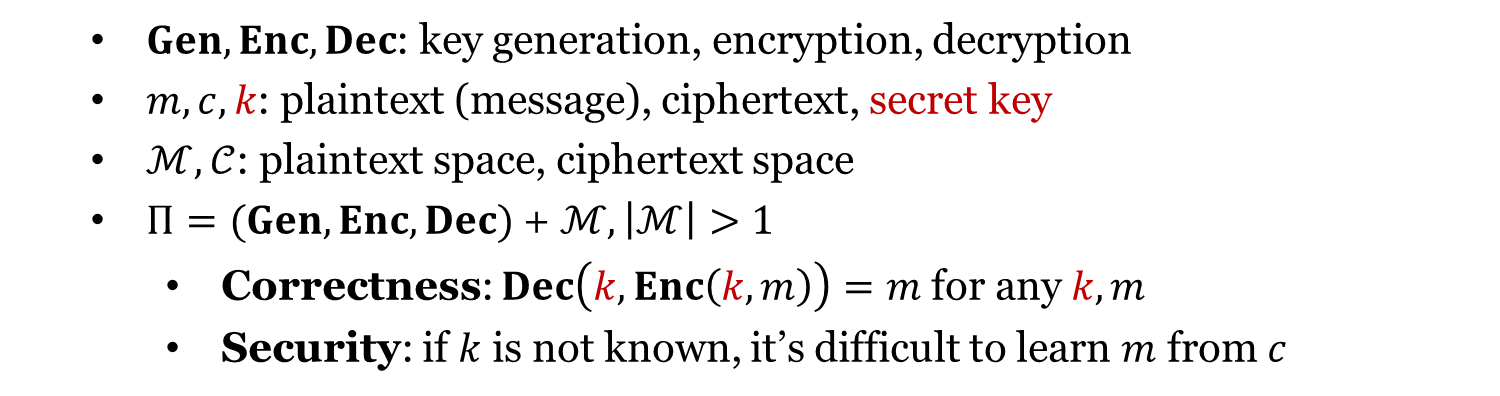 • Gen, Enc, Dec: key generation, encryption, decryption
• m, c, k: plaintext (message), ciphertext, secret key
• ℳ, 𝒞: plaintext space, ciphertext space
• Π = (Gen, Enc, Dec) + ℳ, |ℳ| > 1
• Correctness: Dec(k, Enc(k, m)) = m for any k, m
• Security: if k is not known, it’s difficult to learn m from c